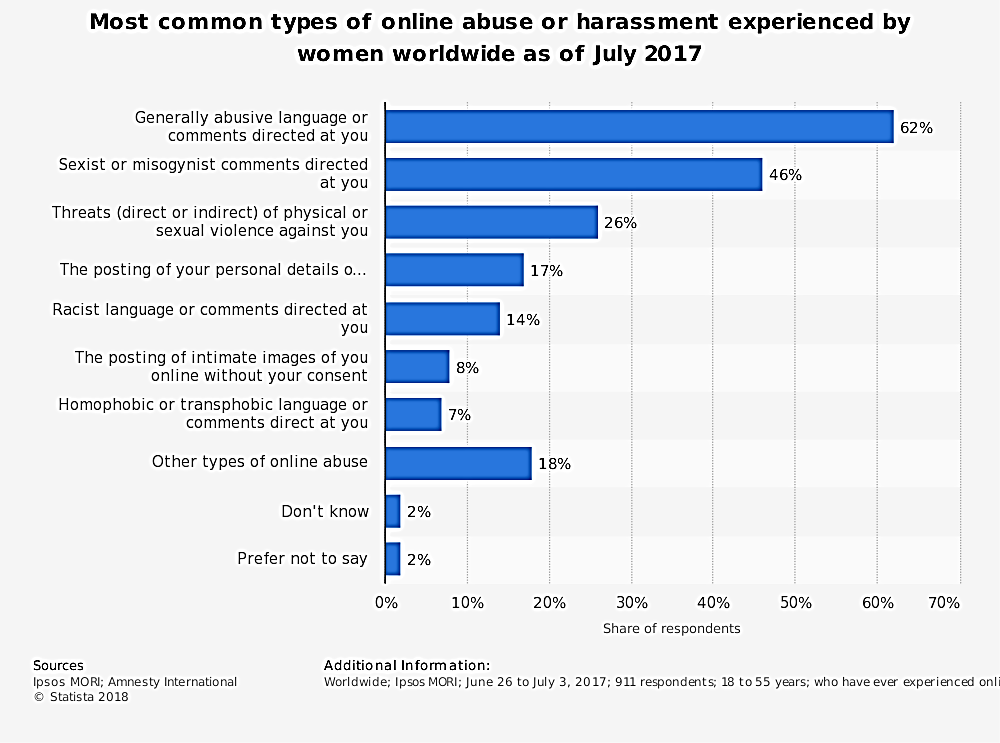 Most common types of online abuse or harassment experienced by
women worldwide as of July 2017
Generally abusive language or
comments directed at you
62%
Sexist or misogynist comments directed
at you
46%
Threats (direct or indirect) of physical or
sexual violence against you
26%
The posting of your personal details o...
17%
Racist language or comments directed at
you
14%
The posting of intimate images of you
online without your consent
8%
Homophobic or transphobic language or
comments direct at you
7%
Other types of online abuse
18%
Don't know
2%
Prefer not to say
2%
0% 10% 20% 30% 40% 50% 60% 70%
Share of respondents
Sources
Ipsos MORI; Amnesty International
© Statista 2018
Additional Information:
Worldwide; Ipsos MORI; June 26 to July 3, 2017; 911 respondents; 18 to 55 years; who have ever experienced onli